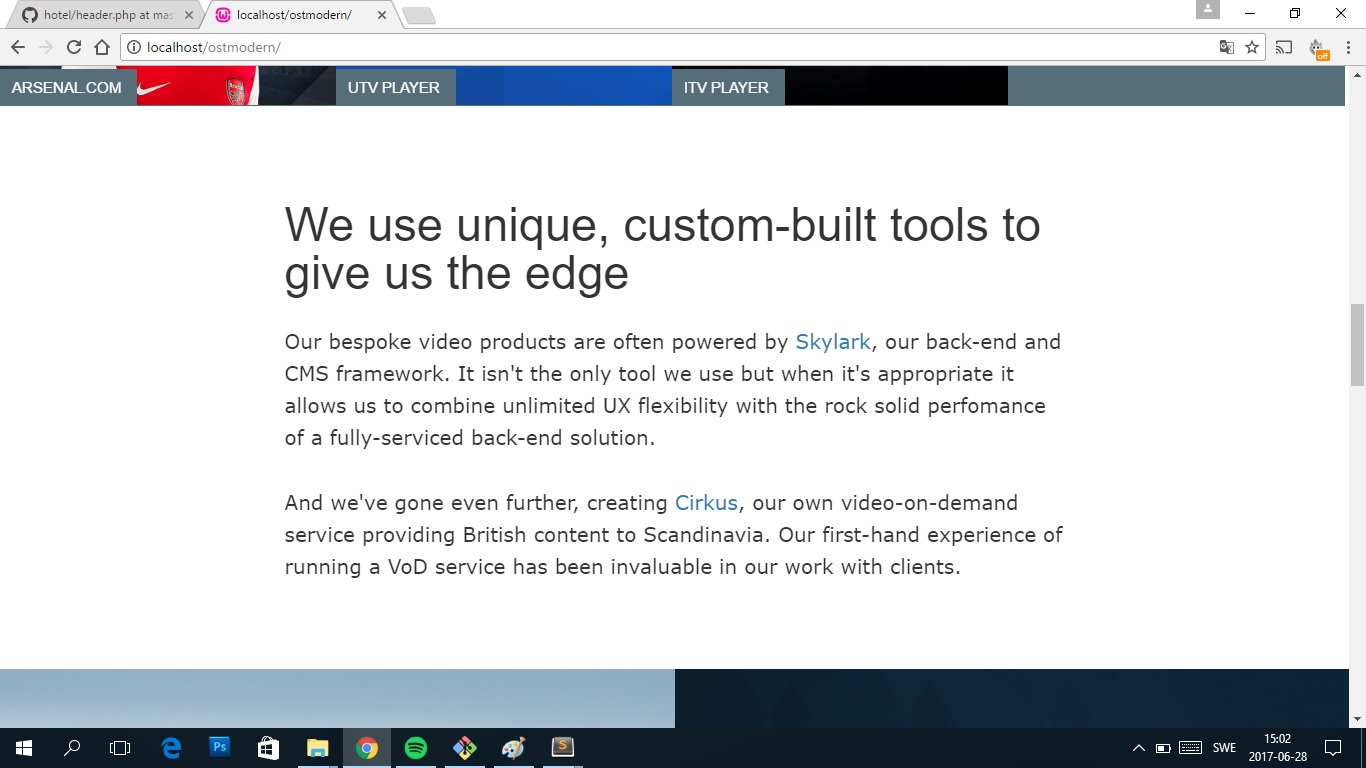 hotel/header.php at mas
localhost/ostmodern/
localhost/ostmodern/
off
ARSENAL.COM
UTV PLAYER
ITV PLAYER
We use unique, custom-built tools to
give us the edge
Our bespoke video products are often powered by Skylark, our back-end and
CMS framework. It isn't the only tool we use but when it's appropriate it
allows us to combine unlimited UX flexibility with the rock solid perfomance
of a fully-serviced back-end solution.
And we've gone even further, creating Cirkus, our own video-on-demand
service providing British content to Scandinavia. Our first-hand experience of
running a VoD service has been invaluable in our work with clients.
Ps
S
SWE
15:02
2017-06-28